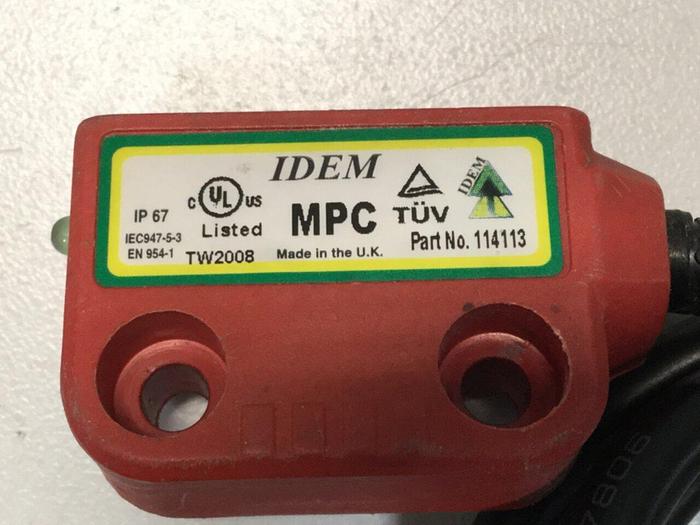 IDEM
IP 67
IEC947-5-3
EN 954-1
C UL US
Listed
TW2008
MPC
Made in the U.K.
TÜV
IDEM
Part No. 114113
7806